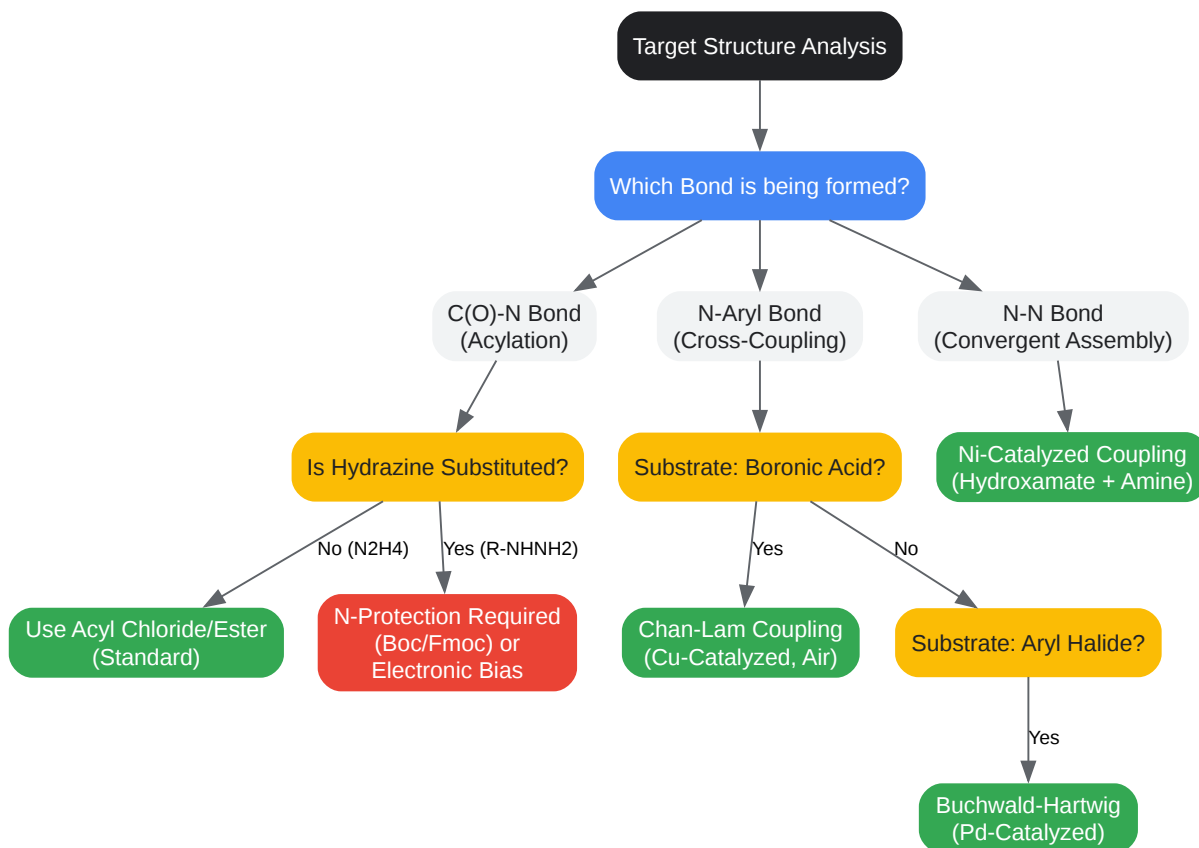 Target Structure Analysis
Which Bond is being formed?
C(O)-N Bond
(Acylation)
N-Aryl Bond
(Cross-Coupling)
N-N Bond
(Convergent Assembly)
Is Hydrazine Substituted?
Substrate: Boronic Acid?
Ni-Catalyzed Coupling
(Hydroxamate + Amine)
No (N2H4)
Yes (R-NHNH2)
Yes
No
Use Acyl Chloride/Ester
(Standard)
N-Protection Required
(Boc/Fmoc) or
Electronic Bias
Chan-Lam Coupling
(Cu-Catalyzed, Air)
Substrate: Aryl Halide?
Yes
Buchwald-Hartwig
(Pd-Catalyzed)